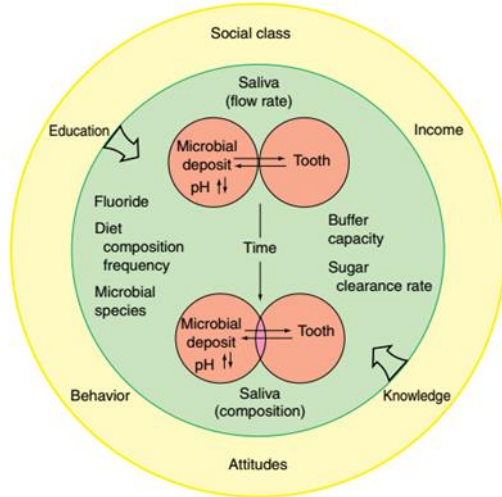 Social class
Saliva
(flow rate)
Education
Income
Microbial
deposit
pH
Tooth
Fluoride
Diet
composition
frequency
Microbial
species
Time
Buffer
capacity
Sugar
clearance rate
Microbial
deposit
pH
Tooth
Saliva
(composition)
Behavior
Knowledge
Attitudes